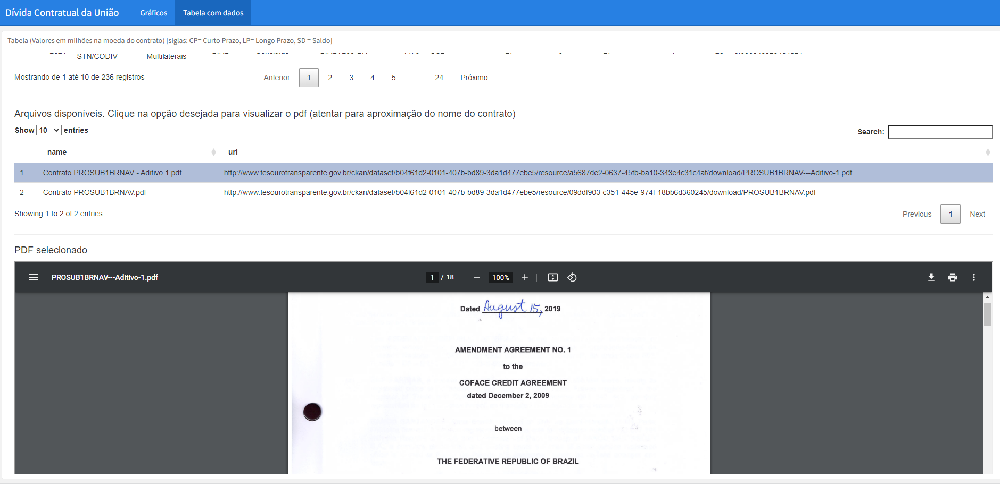 Dívida Contratual da União Gráficos Tabela com dados
Tabela (Valores em milhões na moeda do contrato) [siglas: CP= Curto Prazo, LP= Longo Prazo, SD = Saldo]
STN/CODIV Multilaterais
Mostrando de 1 até 10 de 236 registros Anterior 1 2 3 4 5 … 24 Próximo
Arquivos disponíveis. Clique na opção desejada para visualizar o pdf (atentar para aproximação do nome do contrato)
Show 10 entries Search:
name url
1 Contrato PROSUB1BRNAV - Aditivo 1.pdf http://www.tesourotransparente.gov.br/ckan/dataset/b04f61d2-0101-407b-bd89-3da1d477ebe5/resource/a5687de2-0637-45fb-ba10-343e4c31c4af/download/PROSUB1BRNAV---Aditivo-1.pdf
2 Contrato PROSUB1BRNAV.pdf http://www.tesourotransparente.gov.br/ckan/dataset/b04f61d2-0101-407b-bd89-3da1d477ebe5/resource/09ddf903-c351-445e-974f-18bb6d360245/download/PROSUB1BRNAV.pdf
Showing 1 to 2 of 2 entries Previous 1 Next
PDF selecionado
PROSUB1BRNAV---Aditivo-1.pdf 1 / 18 100%
Dated August 15, 2019
AMENDMENT AGREEMENT NO. 1
to the
COFACE CREDIT AGREEMENT
dated December 2, 2009
between
THE FEDERATIVE REPUBLIC OF BRAZIL